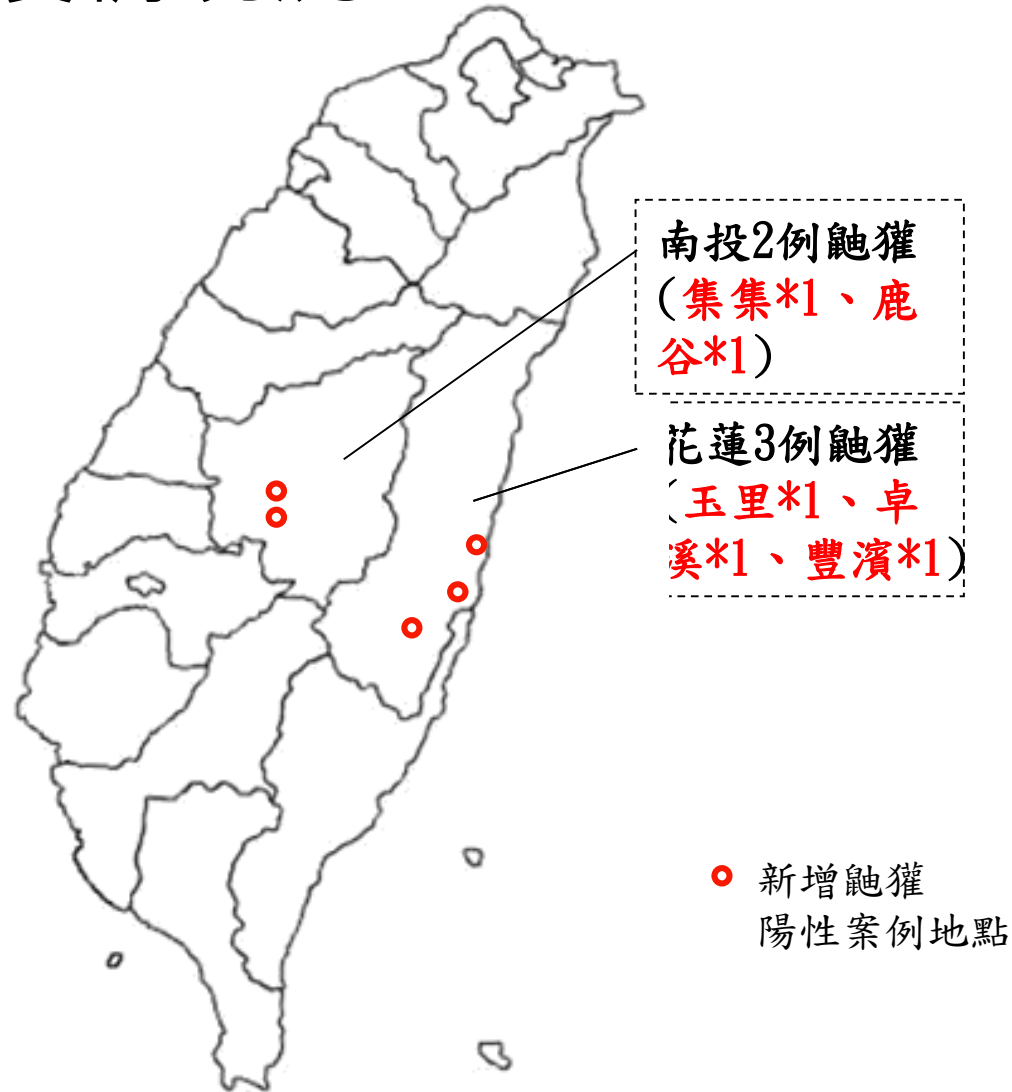 南投2例鼬獾
(集集*1、鹿
谷*1)
花蓮3例鼬獾
(玉里*1、卓
溪*1、豐濱*1)
新增鼬獾
陽性案例地點